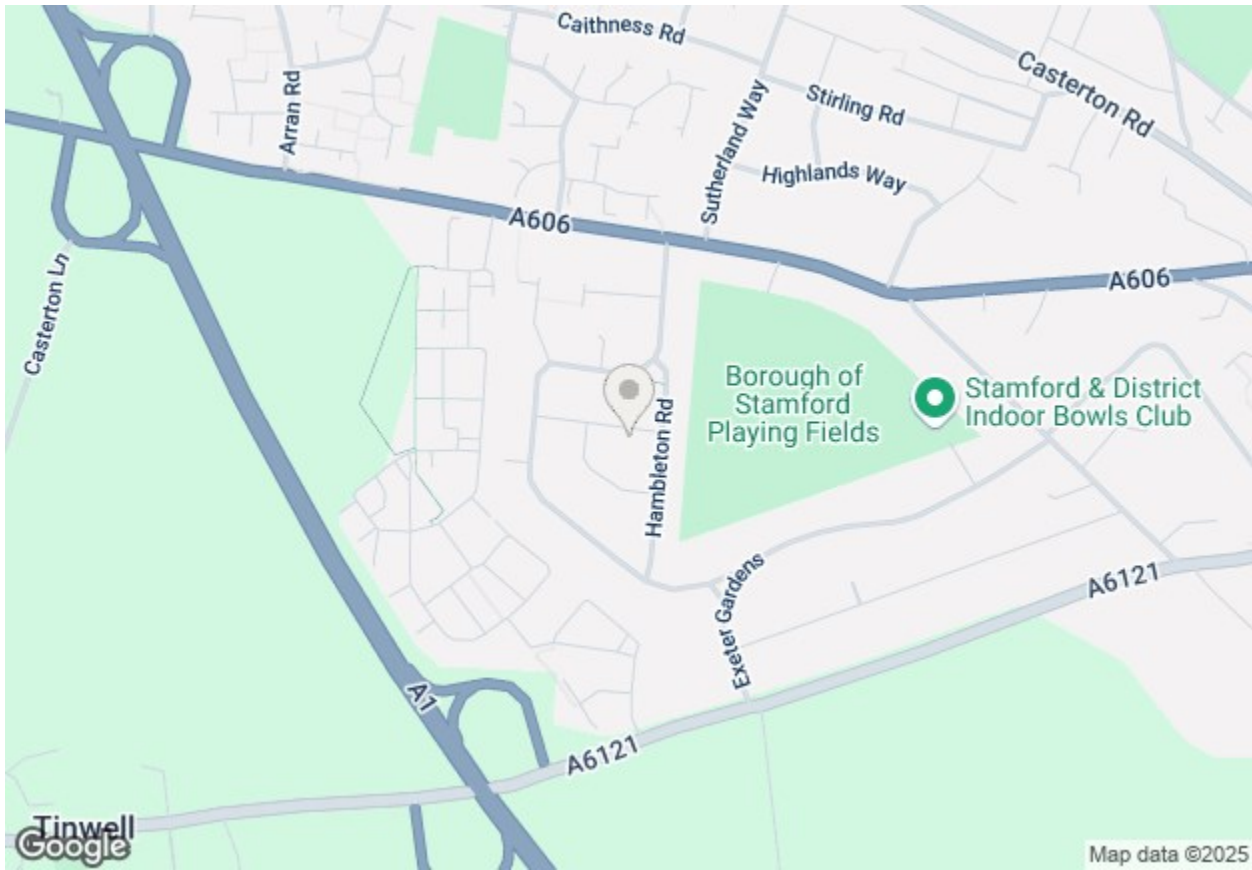 Caithness Rd
Casterton Rd
Arran Rd
Stirling Rd
Sutherland Way
Highlands Way
A606
A606
Casterton Ln
Borough of
Stamford
Playing Fields
Stamford & District
Indoor Bowls Club
Hambleton Rd
Exeter Gardens
A6121
A1
A6121
Tinwell
Google
Map data ©2025